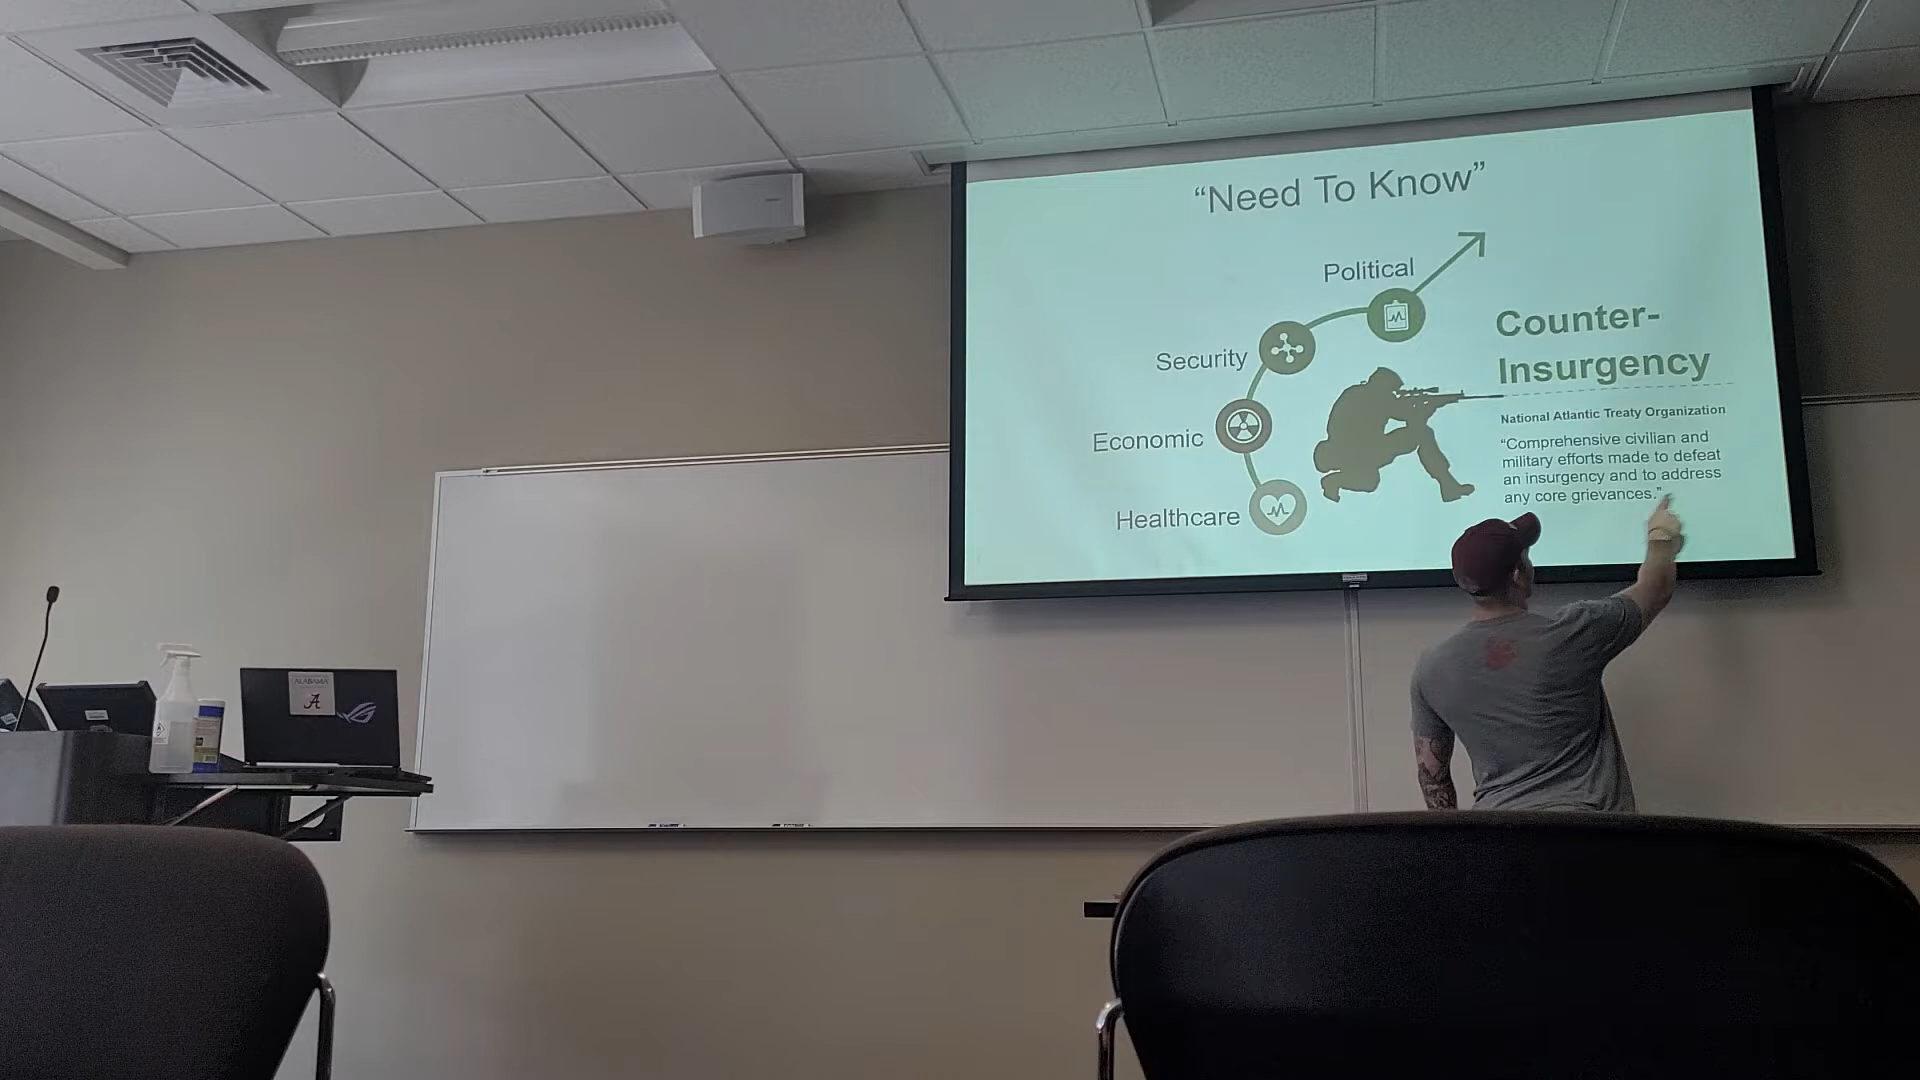 “Need To Know”
Political
Security
Economic
Healthcare
Counter-
Insurgency
National Atlantic Treaty Organization
“Comprehensive civilian and
military efforts made to defeat
an insurgency and to address
any core grievances.”
ALABAMA
A